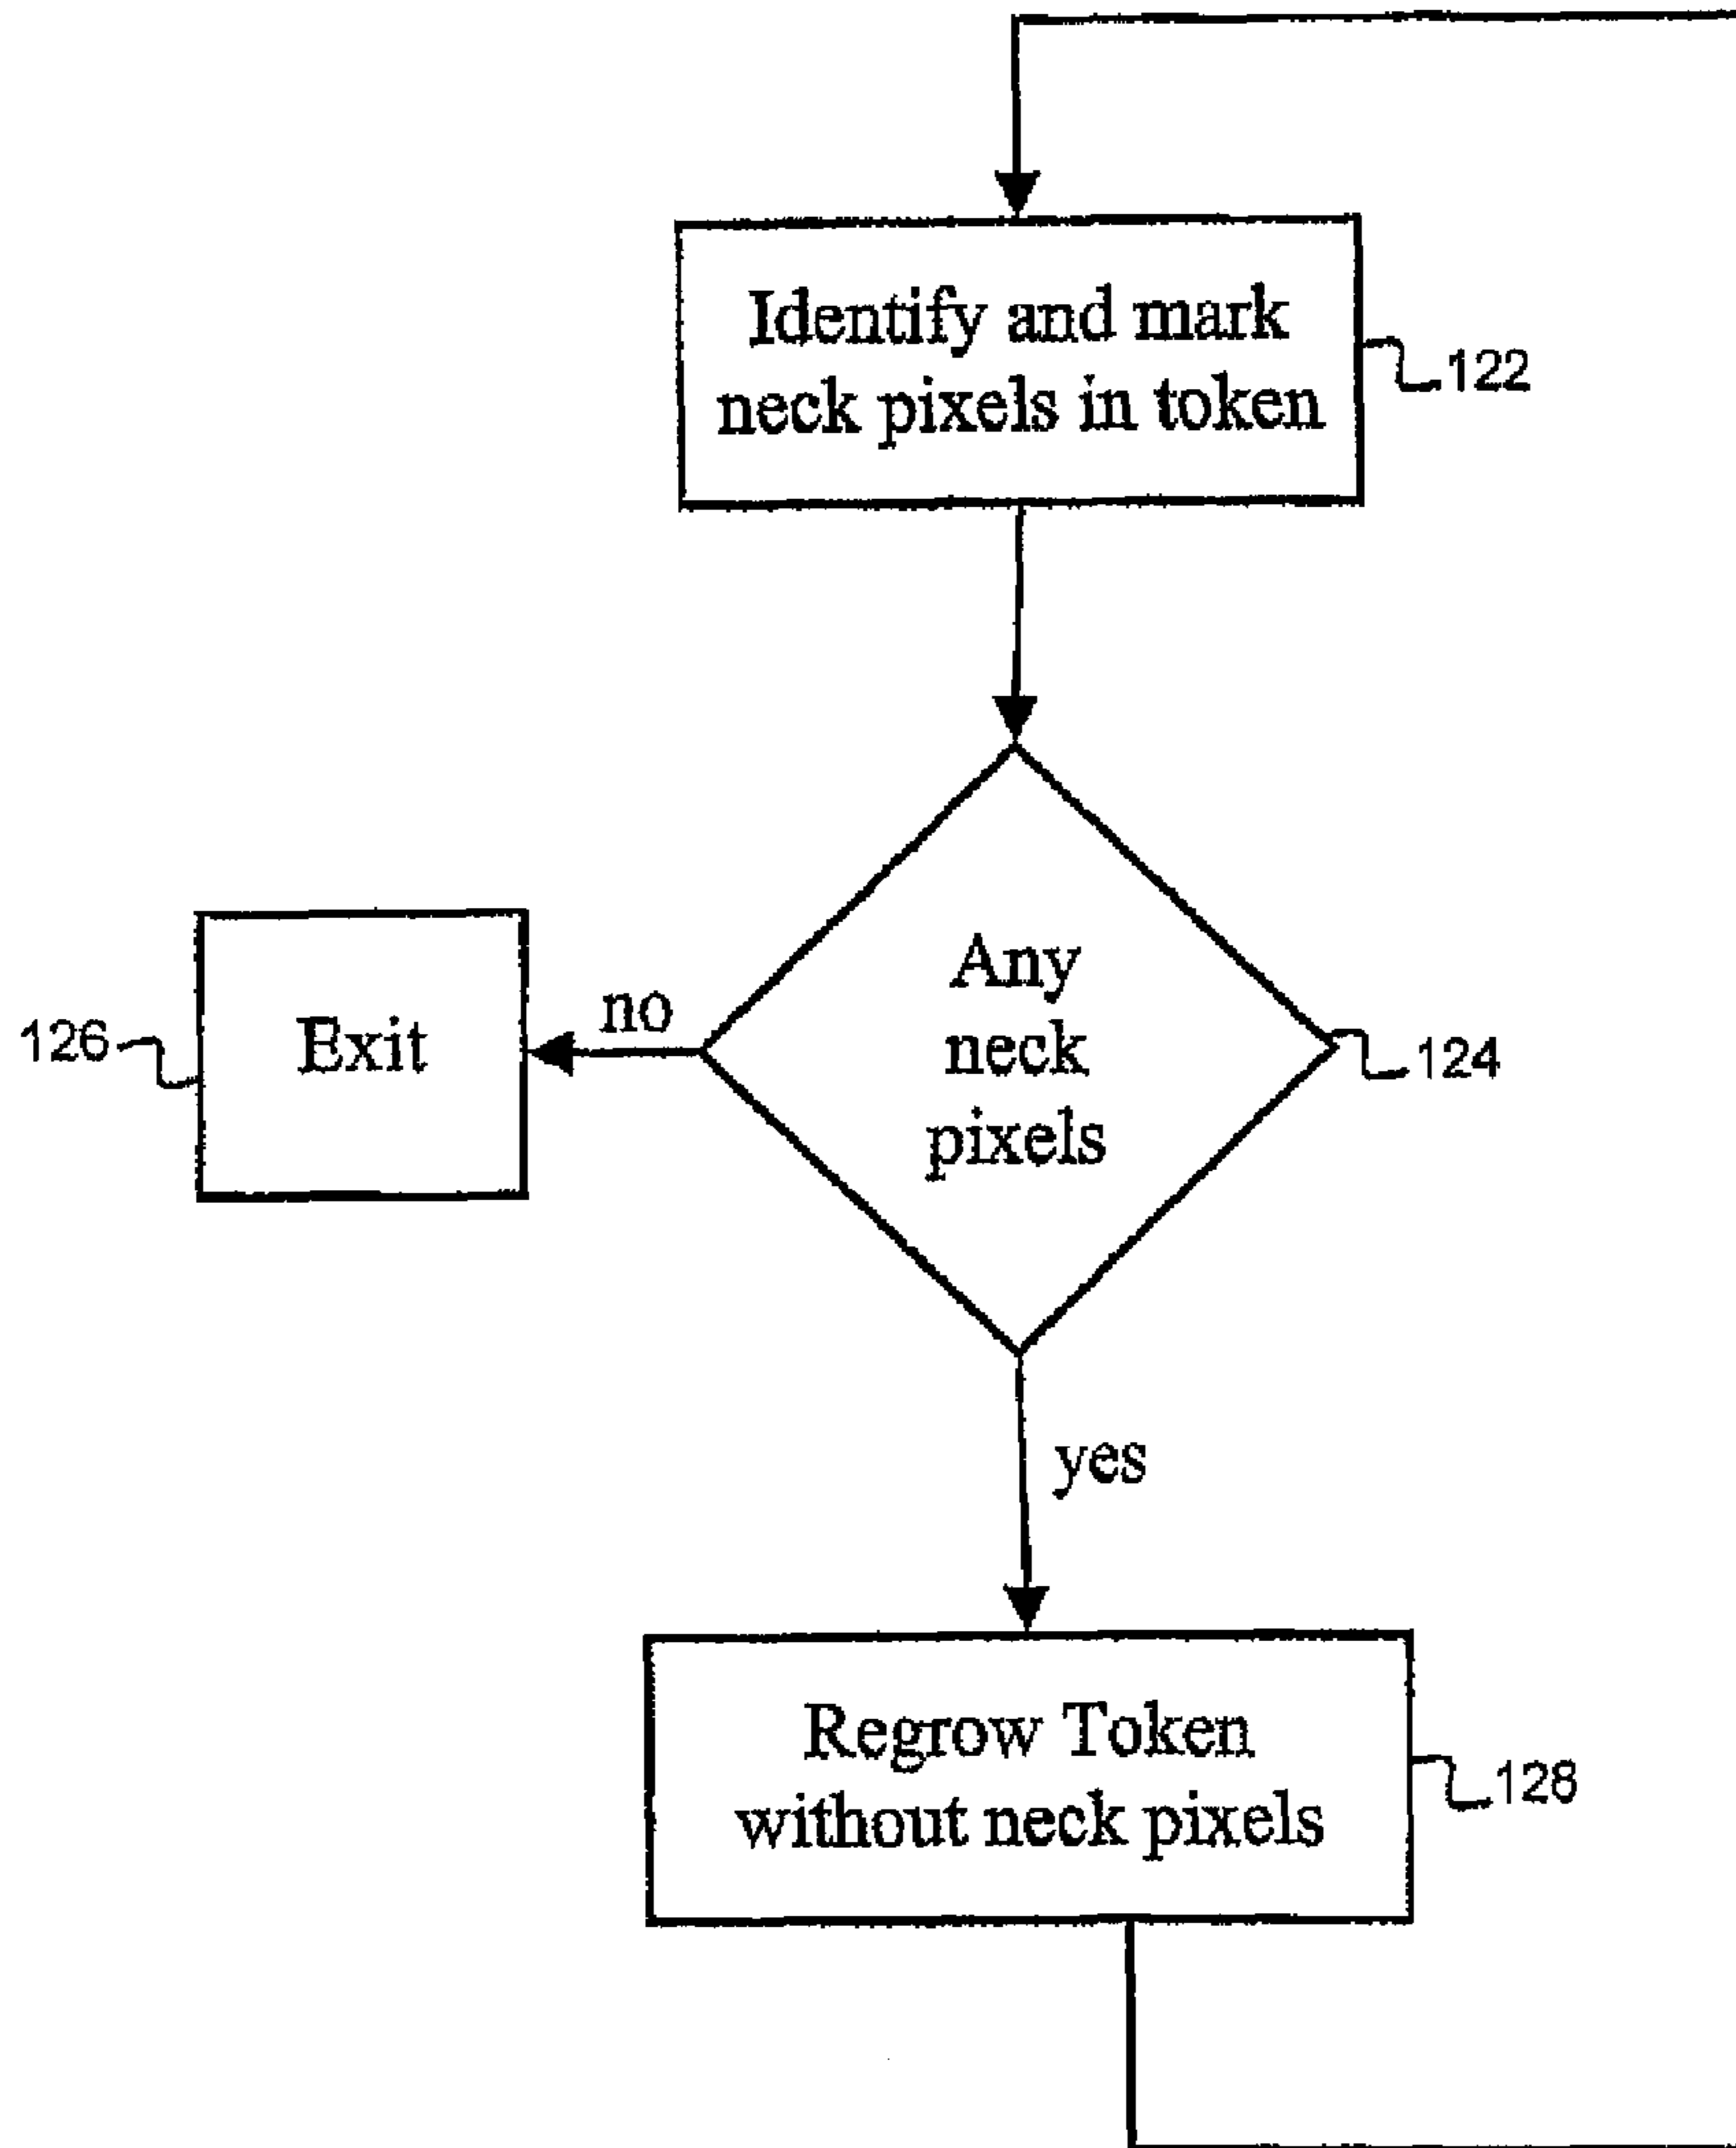 Identify and mark
neck pixels in token
122
Any
neck
pixels
124
no
Exit
126
yes
Regrow Token
without neck pixels
128